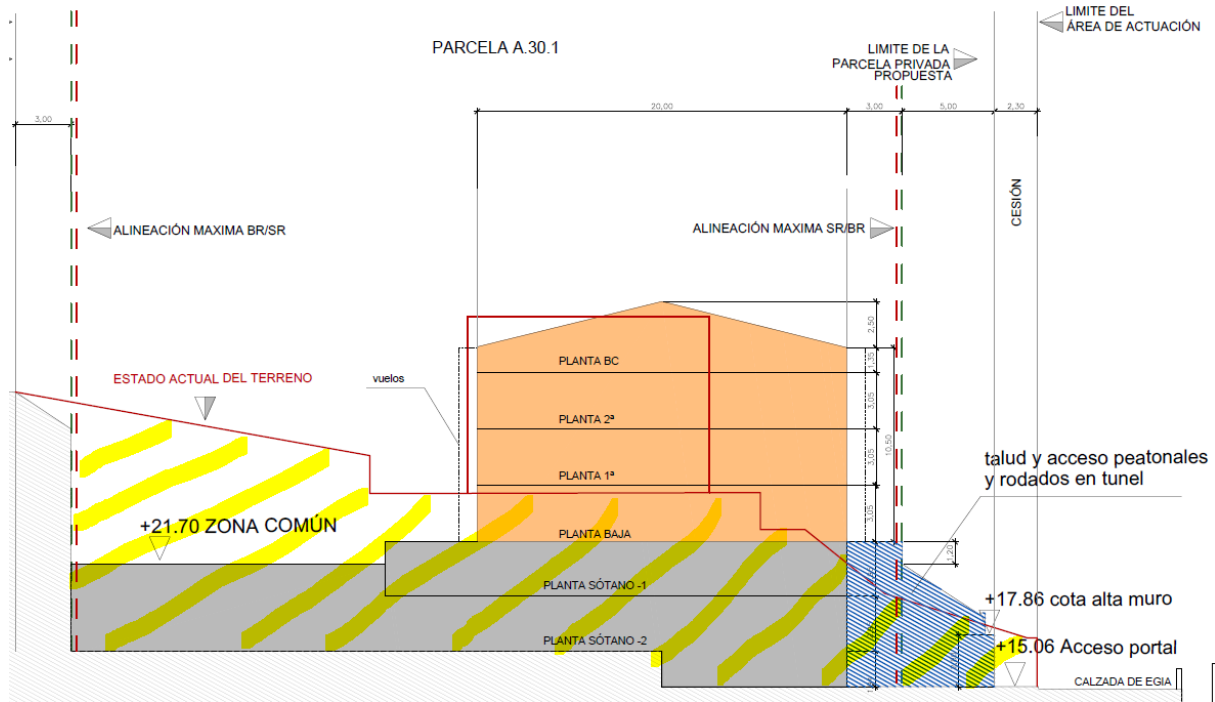 LIMITE DEL
ÁREA DE ACTUACIÓN
PARCELA A.30.1
LIMITE DE LA
PARCELA PRIVADA
PROPUESTA
3,00
20,00
3,00
5,00
2,30
CESIÓN
ALINEACIÓN MAXIMA BR/SR
ALINEACIÓN MAXIMA SR/BR
2,50
PLANTA BC
1,35
ESTADO ACTUAL DEL TERRENO
vuelos
3,05
PLANTA 2ª
10,50
3,05
talud y acceso peatonales
y rodados en tunel
PLANTA 1ª
3,05
+21.70 ZONA COMÚN
PLANTA BAJA
1,20
PLANTA SÓTANO -1
+17.86 cota alta muro
PLANTA SÓTANO -2
+15.06 Acceso portal
CALZADA DE EGIA